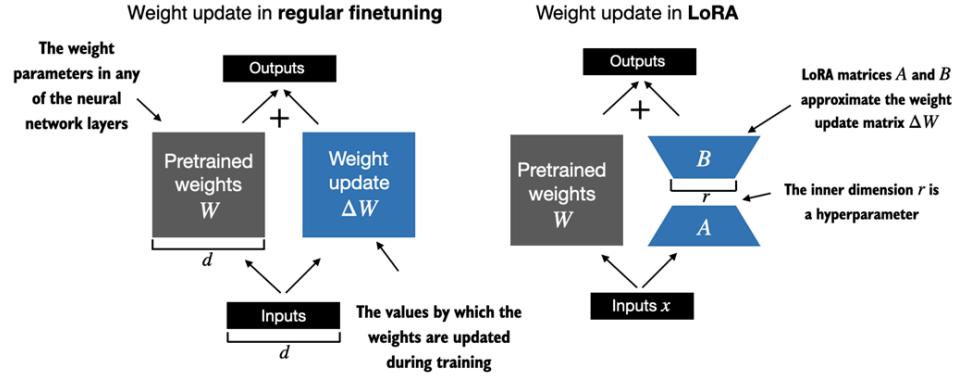 Weight update in regular finetuning
The weight
parameters in any
of the neural
network layers
Outputs
+
Pretrained
weights
W
Weight
update
ΔW
d
Inputs
d
The values by which the
weights are updated
during training
Weight update in LoRA
Outputs
+
Pretrained
weights
W
B
r
A
Inputs x
LoRA matrices A and B
approximate the weight
update matrix ΔW
The inner dimension r is
a hyperparameter